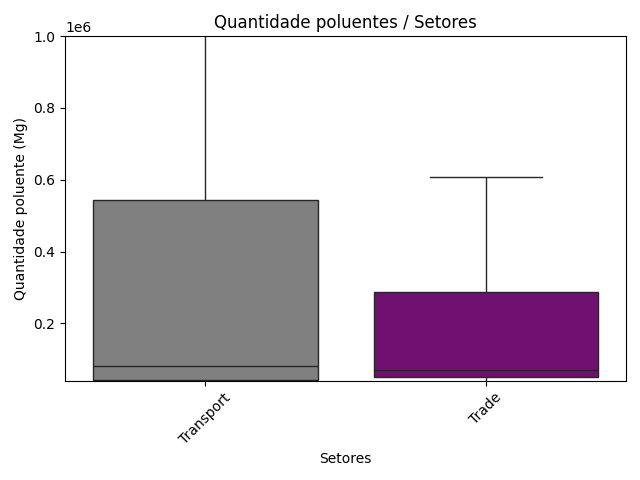 Quantidade poluentes / Setores
1e6
1.0
0.8
0.6
0.4
0.2
Quantidade poluente (Mg)
Transport
Trade
Setores